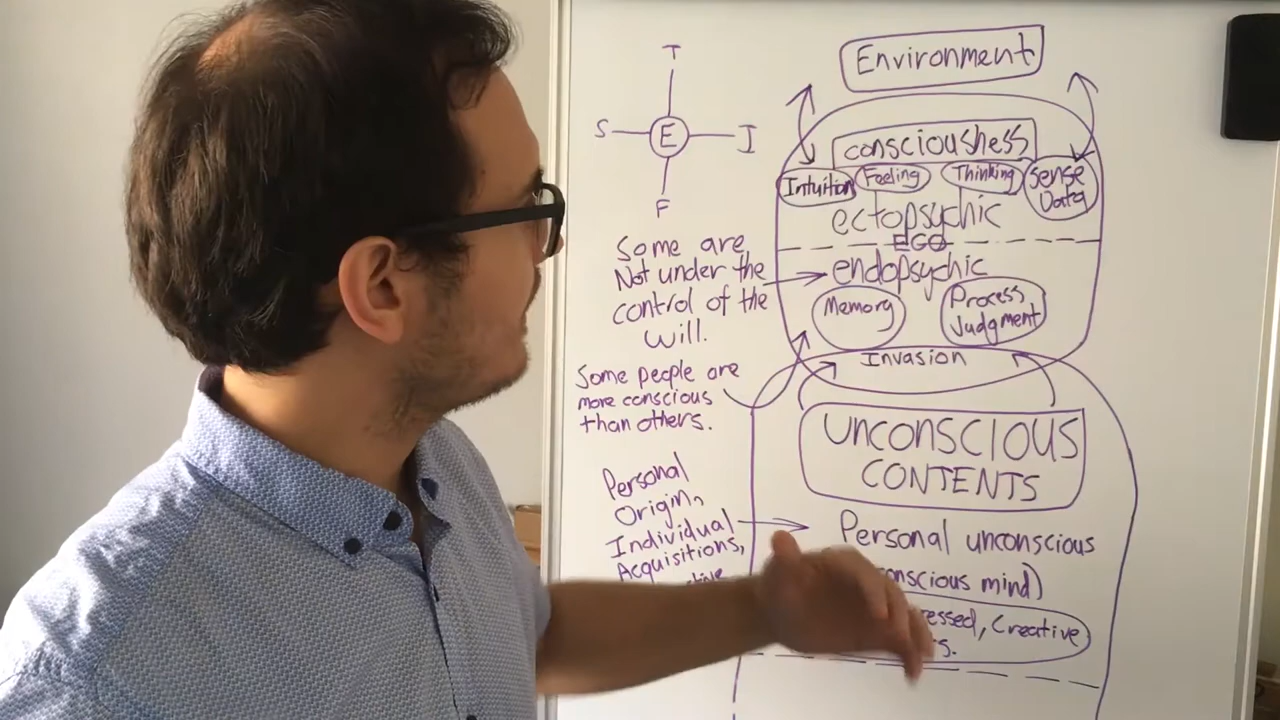 T
S E I
F
Some are
Not under the
control of the
will.
Some people are
more conscious
than others.
Personal
Origin,
Individual
Acquisitions,
Environment
consciousness
Intuition Feeling Thinking Sense
Data
ectopsychic
EGO
endopsychic
Memory Process
Judgment
Invasion
UNCONSCIOUS
CONTENTS
Personal unconscious
mind)
Creative